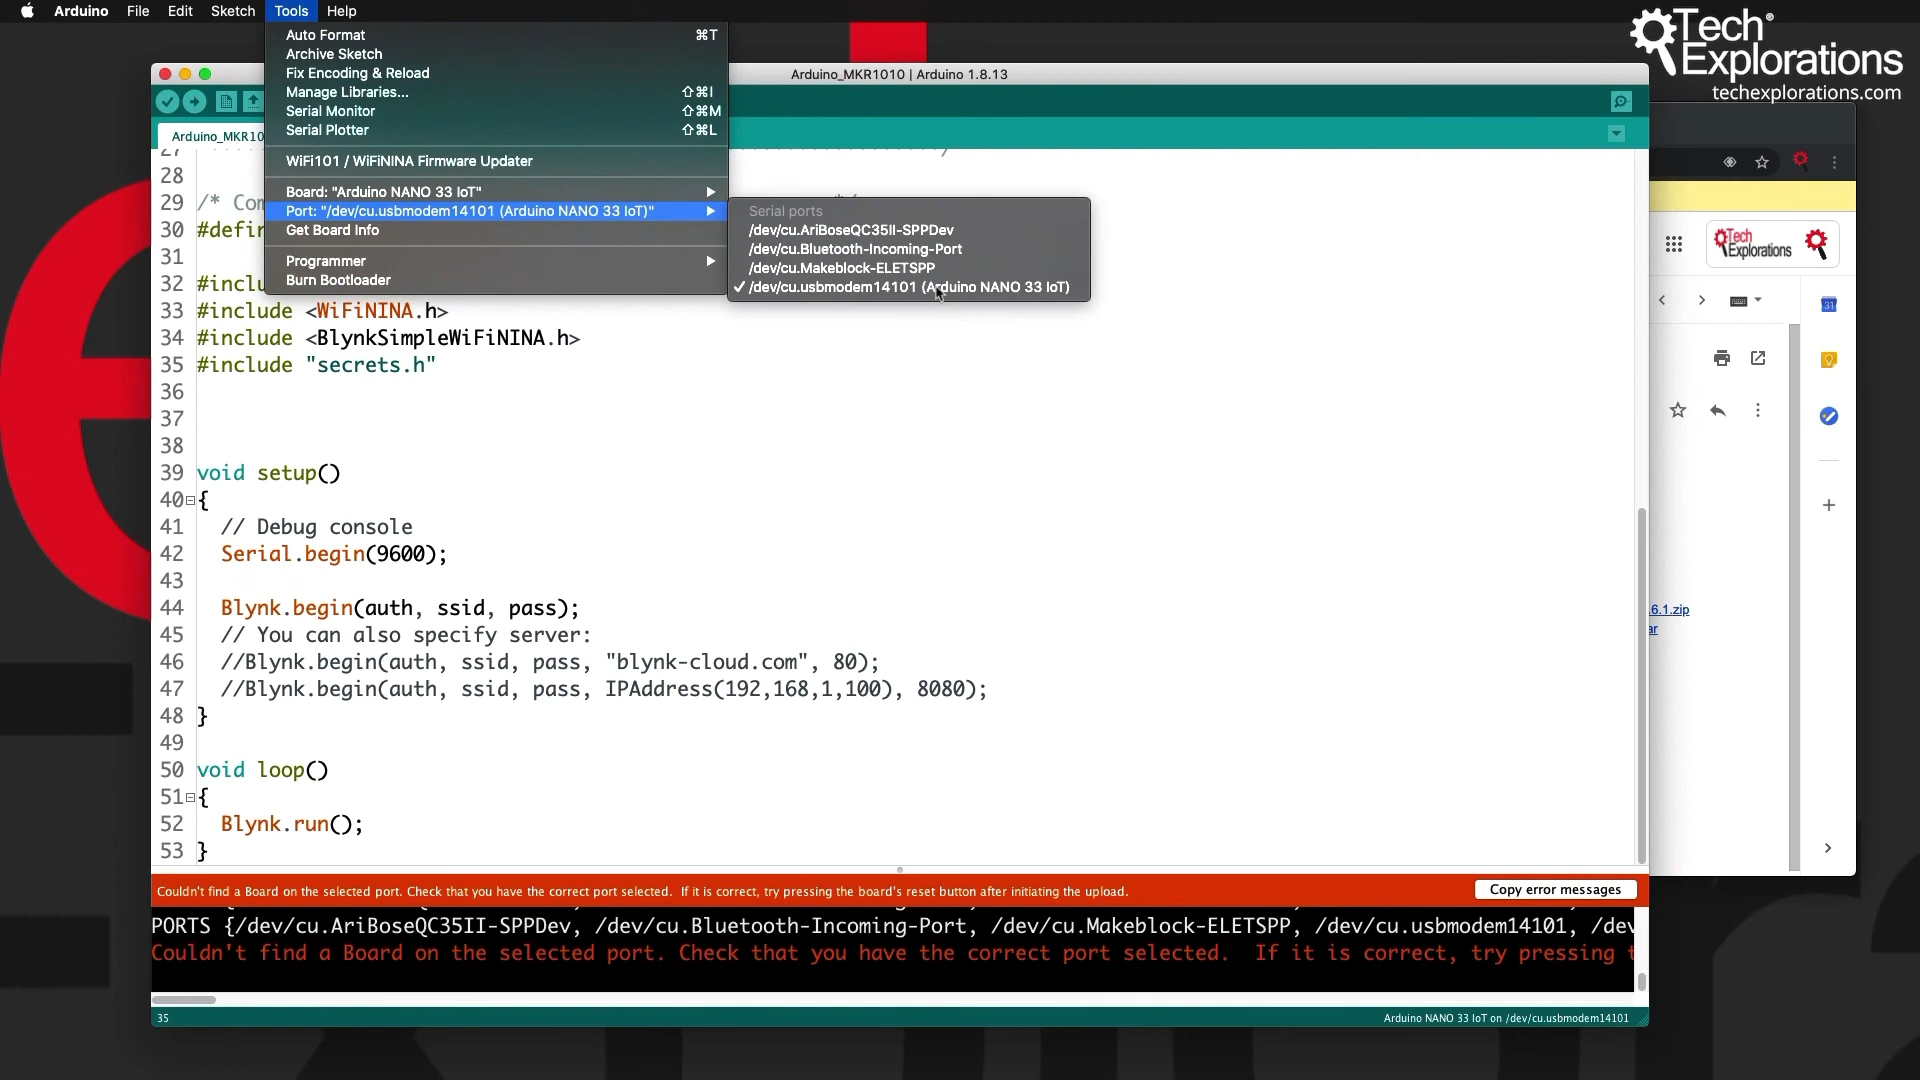 Arduino File Edit Sketch Tools Help
Tech
Explorations
techexplorations.com
Auto Format ⌘T
Archive Sketch
Fix Encoding & Reload
Manage Libraries... ⇧⌘I
Serial Monitor ⇧⌘M
Serial Plotter ⇧⌘L
WiFi101 / WiFiNINA Firmware Updater
Board: "Arduino NANO 33 IoT"
Port: "/dev/cu.usbmodem14101 (Arduino NANO 33 IoT)"
Get Board Info
Programmer
Burn Bootloader
Serial ports
/dev/cu.AriBoseQC35II-SPPDev
/dev/cu.Bluetooth-Incoming-Port
/dev/cu.Makeblock-ELETSPP
✓ /dev/cu.usbmodem14101 (Arduino NANO 33 IoT)
Arduino_MKR1010 | Arduino 1.8.13
Arduino_MKR10
27
28
29 /* Com
30 #defin
31
32 #inclu
33 #include <WiFiNINA.h>
34 #include <BlynkSimpleWiFiNINA.h>
35 #include "secrets.h"
36
37
38
39 void setup()
40 {
41 // Debug console
42 Serial.begin(9600);
43
44 Blynk.begin(auth, ssid, pass);
45 // You can also specify server:
46 //Blynk.begin(auth, ssid, pass, "blynk-cloud.com", 80);
47 //Blynk.begin(auth, ssid, pass, IPAddress(192,168,1,100), 8080);
48 }
49
50 void loop()
51 {
52 Blynk.run();
53 }
Couldn't find a Board on the selected port. Check that you have the correct port selected. If it is correct, try pressing the board's reset button after initiating the upload.
Copy error messages
PORTS {/dev/cu.AriBoseQC35II-SPPDev, /dev/cu.Bluetooth-Incoming-Port, /dev/cu.Makeblock-ELETSPP, /dev/cu.usbmodem14101, /dev
Couldn't find a Board on the selected port. Check that you have the correct port selected. If it is correct, try pressing t
35
Arduino NANO 33 IoT on /dev/cu.usbmodem14101
Tech
Explorations
31
6.1.zip
ar